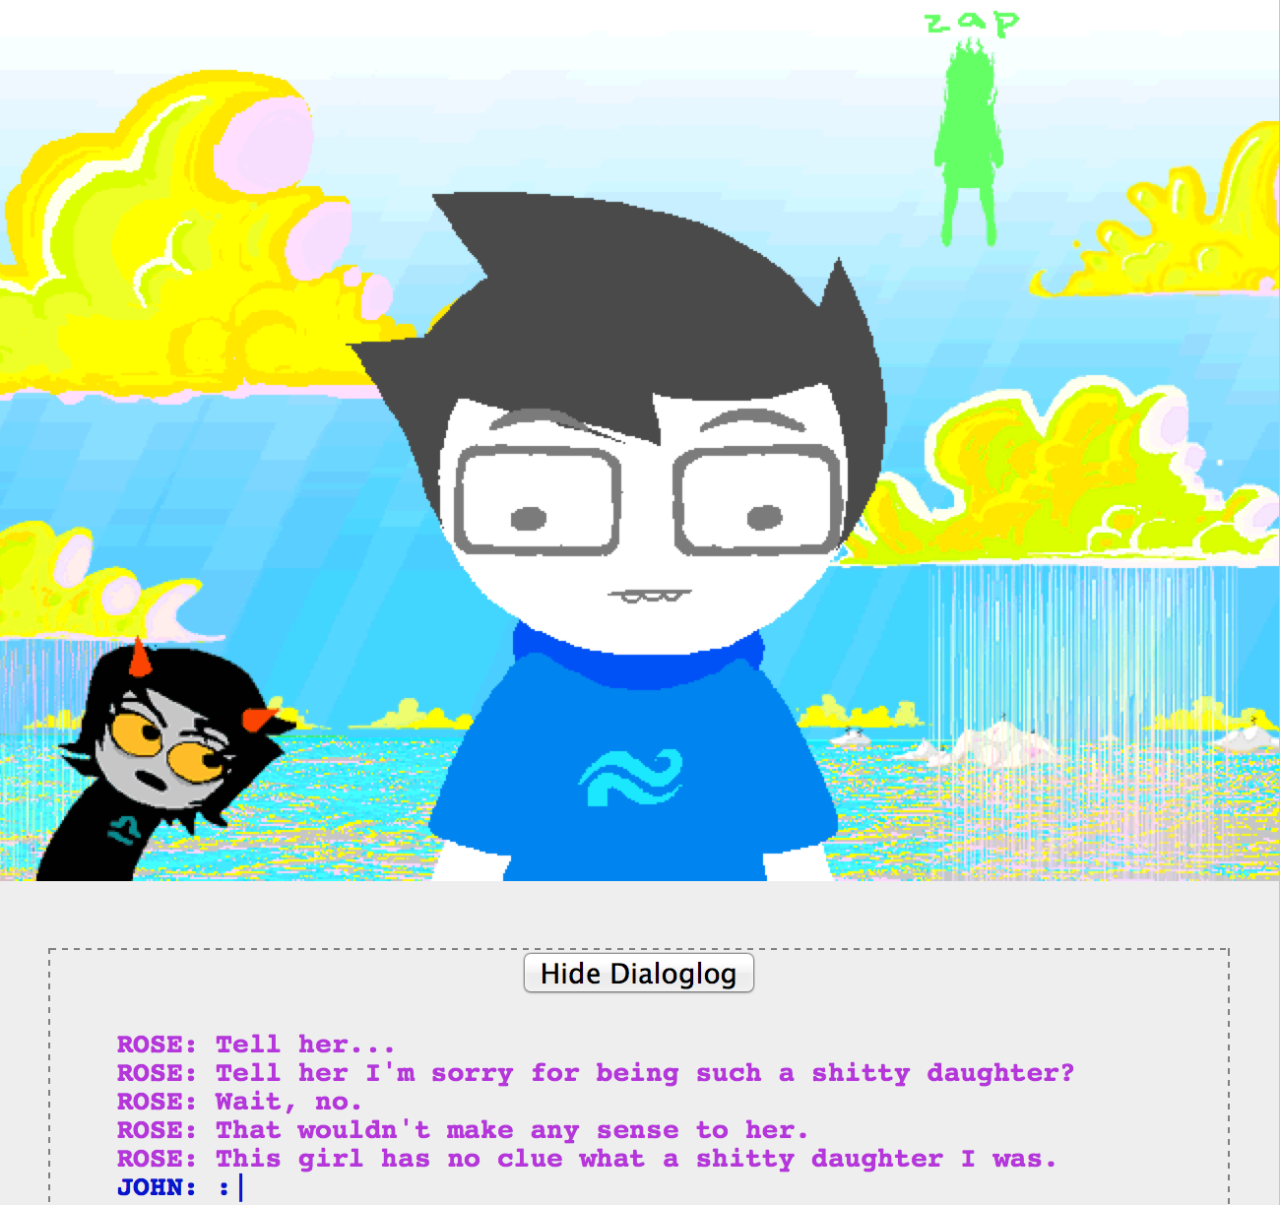 zap
Hide Dialoglog
ROSE: Tell her...
ROSE: Tell her I'm sorry for being such a shitty daughter?
ROSE: Wait, no.
ROSE: That wouldn't make any sense to her.
ROSE: This girl has no clue what a shitty daughter I was.
JOHN: :|